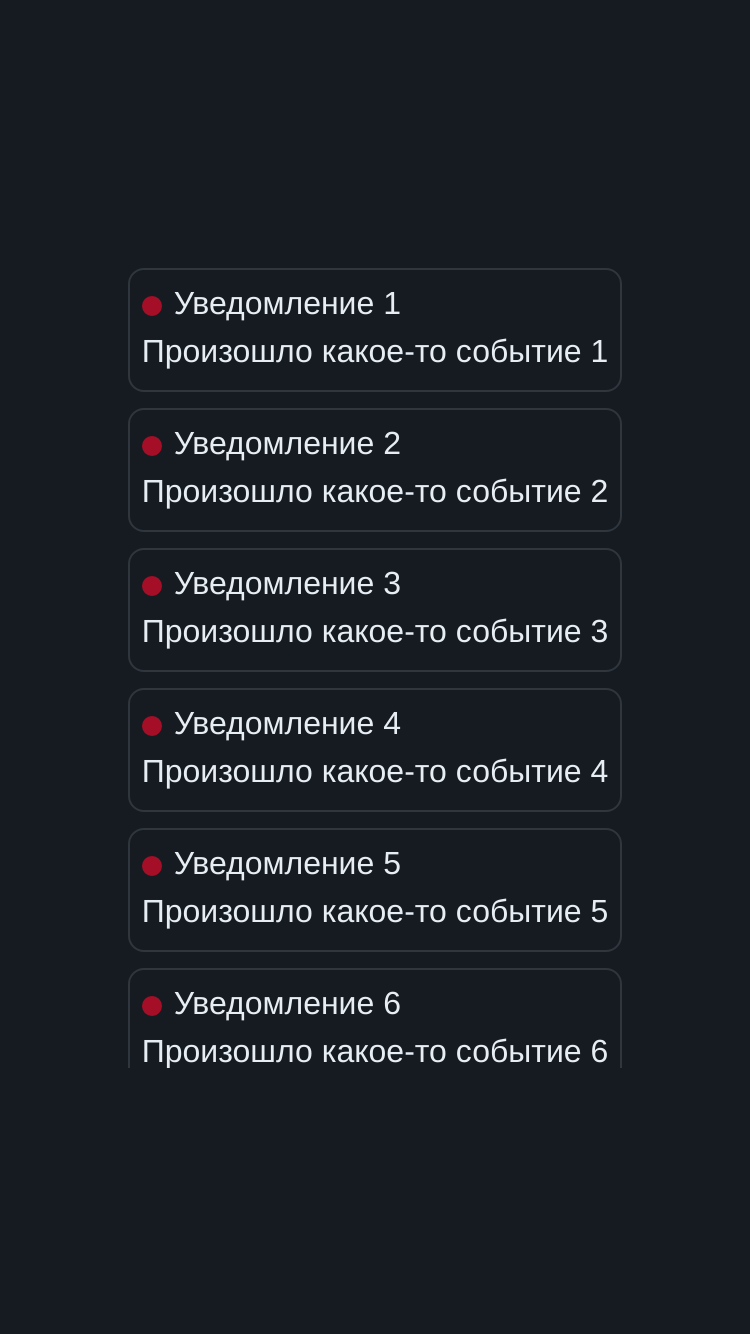 Уведомление 1
Произошло какое-то событие 1
Уведомление 2
Произошло какое-то событие 2
Уведомление 3
Произошло какое-то событие 3
Уведомление 4
Произошло какое-то событие 4
Уведомление 5
Произошло какое-то событие 5
Уведомление 6
Произошло какое-то событие 6